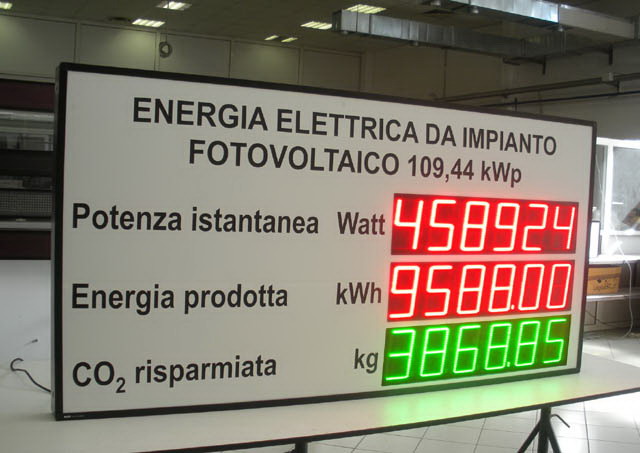 ENERGIA ELETTRICA DA IMPIANTO
FOTOVOLTAICO 109,44 kWp
Potenza istantanea Watt 458924
Energia prodotta kWh 9588.00
CO₂ risparmiata kg 3868.85